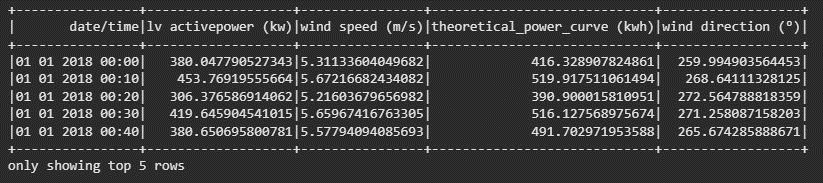 +----------------+-------------------+------------------+-----------------------------+------------------+
|       date/time|lv activepower (kw)|wind speed (m/s)|theoretical_power_curve (kwh)|wind direction (°)|
+----------------+-------------------+------------------+-----------------------------+------------------+
|01 01 2018 00:00|   380.047790527343|5.31133604049682|             416.328907824861|  259.994903564453|
|01 01 2018 00:10|    453.76919555664|5.67216682434082|             519.917511061494|   268.64111328125|
|01 01 2018 00:20|   306.376586914062|5.21603679656982|             390.900015810951|  272.564788818359|
|01 01 2018 00:30|   419.645904541015|5.65967416763305|             516.127568975674|  271.258087158203|
|01 01 2018 00:40|   380.650695800781|5.57794094085693|             491.702971953588|  265.674285888671|
+----------------+-------------------+------------------+-----------------------------+------------------+
only showing top 5 rows